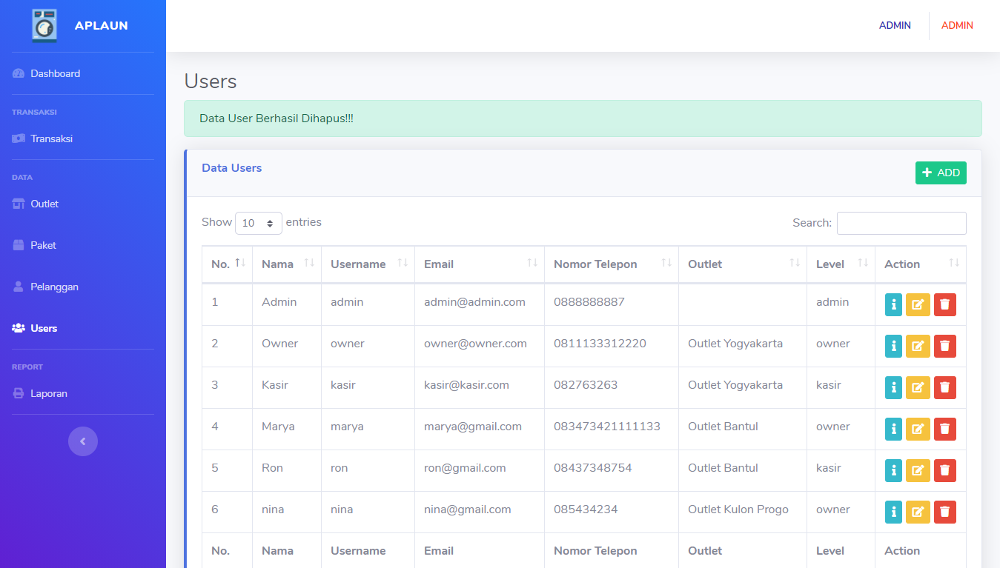 APLAUN
ADMIN ADMIN
Dashboard
TRANSAKSI
Transaksi
DATA
Outlet
Paket
Pelanggan
Users
REPORT
Laporan
Users
Data User Berhasil Dihapus!!!
Data Users
ADD
Show 10 entries Search:
No. Nama Username Email Nomor Telepon Outlet Level Action
1 Admin admin admin@admin.com 0888888887 admin
2 Owner owner owner@owner.com 0811133312220 Outlet Yogyakarta owner
3 Kasir kasir kasir@kasir.com 082763263 Outlet Yogyakarta kasir
4 Marya marya marya@gmail.com 083473421111133 Outlet Bantul owner
5 Ron ron ron@gmail.com 08437348754 Outlet Bantul kasir
6 nina nina nina@gmail.com 085434234 Outlet Kulon Progo owner
No. Nama Username Email Nomor Telepon Outlet Level Action